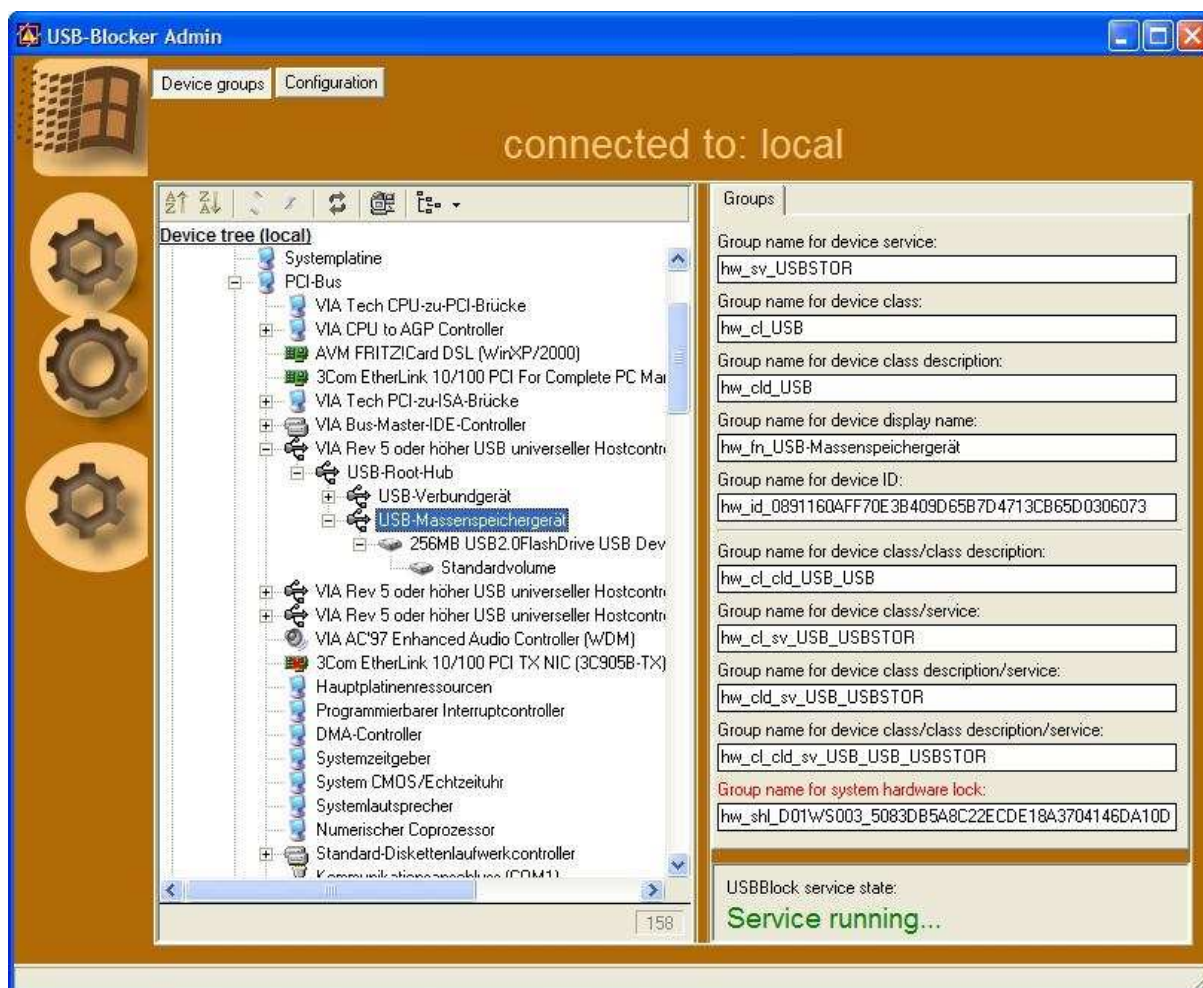 USB-Blocker Admin
Device groups
Configuration
connected to: local
Device tree (local)
Systemplatine
PCI-Bus
VIA Tech CPU-zu-PCI-Brücke
VIA CPU to AGP Controller
AVM FRITZ!Card DSL (WinXP/2000)
3Com EtherLink 10/100 PCI For Complete PC Mar
VIA Tech PCI-zu-ISA-Brücke
VIA Bus-Master-IDE-Controller
VIA Rev 5 oder höher USB universeller Hostcontr
USB-Root-Hub
USB-Verbundgerät
USB-Massenspeichergerät
256MB USB2.0FlashDrive USB Dev
Standardvolume
VIA Rev 5 oder höher USB universeller Hostcontr
VIA Rev 5 oder höher USB universeller Hostcontr
VIA AC'97 Enhanced Audio Controller (WDM)
3Com EtherLink 10/100 PCI TX NIC (3C905B-TX)
Hauptplatinenressourcen
Programmierbarer Interruptcontroller
DMA-Controller
Systemzeitgeber
System CMOS/Echtzeituhr
Systemlautsprecher
Numerischer Coprozessor
Standard-Diskettenlaufwerkcontroller
Kommunikationsanschluss (COM1)
158
Groups
Group name for device service:
hw_sv_USBSTOR
Group name for device class:
hw_cl_USB
Group name for device class description:
hw_cld_USB
Group name for device display name:
hw_fn_USB-Massenspeichergerät
Group name for device ID:
hw_id_0891160AFF70E3B409D65B7D4713CB65D0306073
Group name for device class/class description:
hw_cl_cld_USB_USB
Group name for device class/service:
hw_cl_sv_USB_USBSTOR
Group name for device class description/service:
hw_cld_sv_USB_USBSTOR
Group name for device class/class description/service:
hw_cl_cld_sv_USB_USB_USBSTOR
Group name for system hardware lock:
hw_shl_D01WS003_5083DB5A8C22ECDE18A3704146DA10D
USBBlock service state:
Service running...